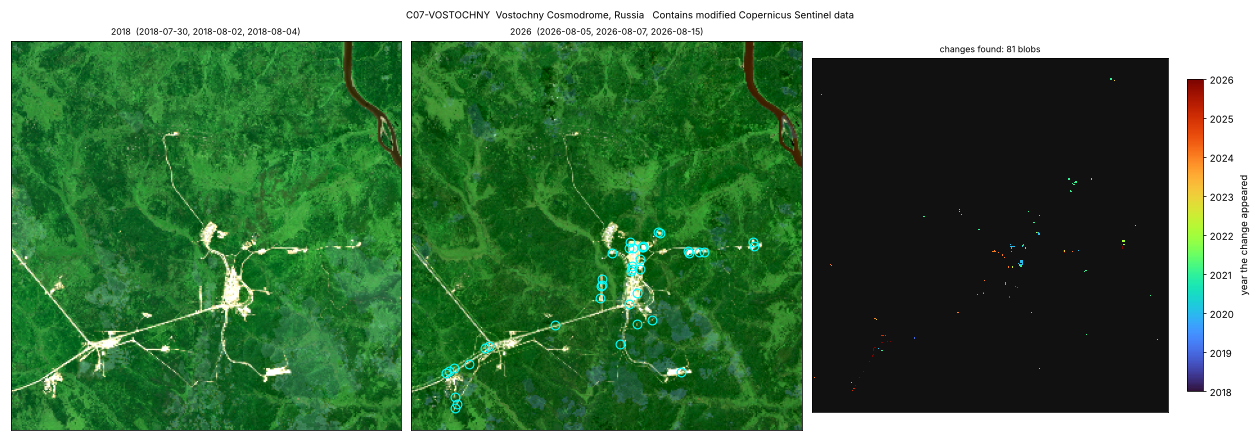 C07-VOSTOCHNY Vostochny Cosmodrome, Russia Contains modified Copernicus Sentinel data
2018 (2018-07-30, 2018-08-02, 2018-08-04)
2026 (2026-08-05, 2026-08-07, 2026-08-15)
changes found: 81 blobs
2026
2025
2024
2023
2022
2021
2020
2019
2018
year the change appeared